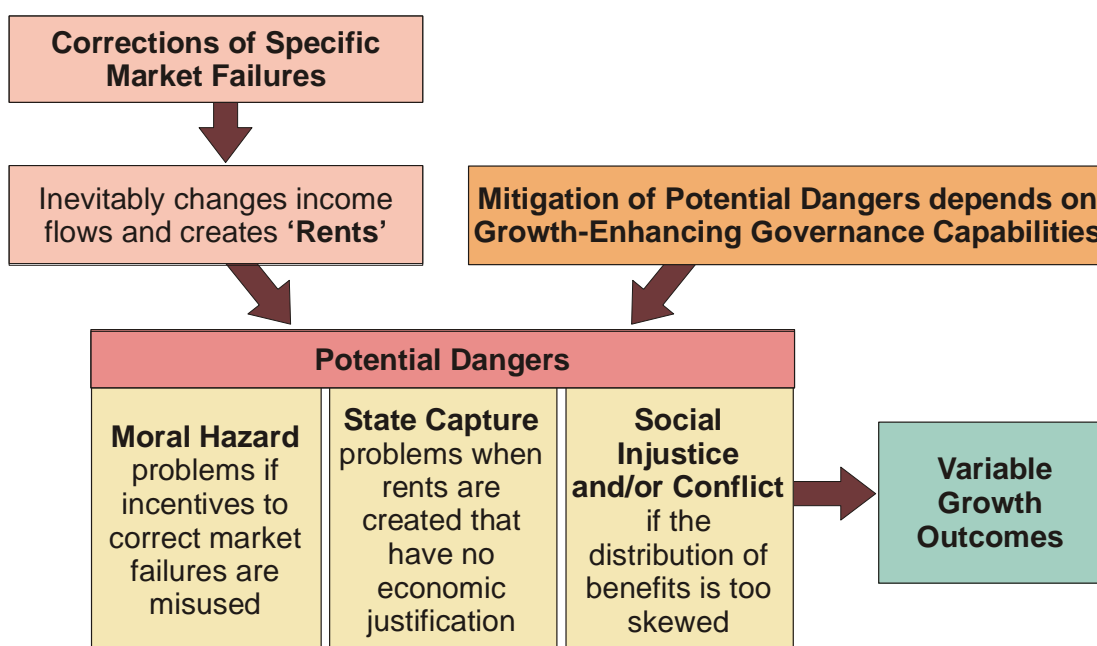 Corrections of Specific
Market Failures
Inevitably changes income
flows and creates ‘Rents’
Mitigation of Potential Dangers depends on
Growth-Enhancing Governance Capabilities
Potential Dangers
Moral Hazard
problems if
incentives to
correct market
failures are
misused
State Capture
problems when
rents are
created that
have no
economic
justification
Social
Injustice
and/or Conflict
if the
distribution of
benefits is too
skewed
Variable
Growth
Outcomes